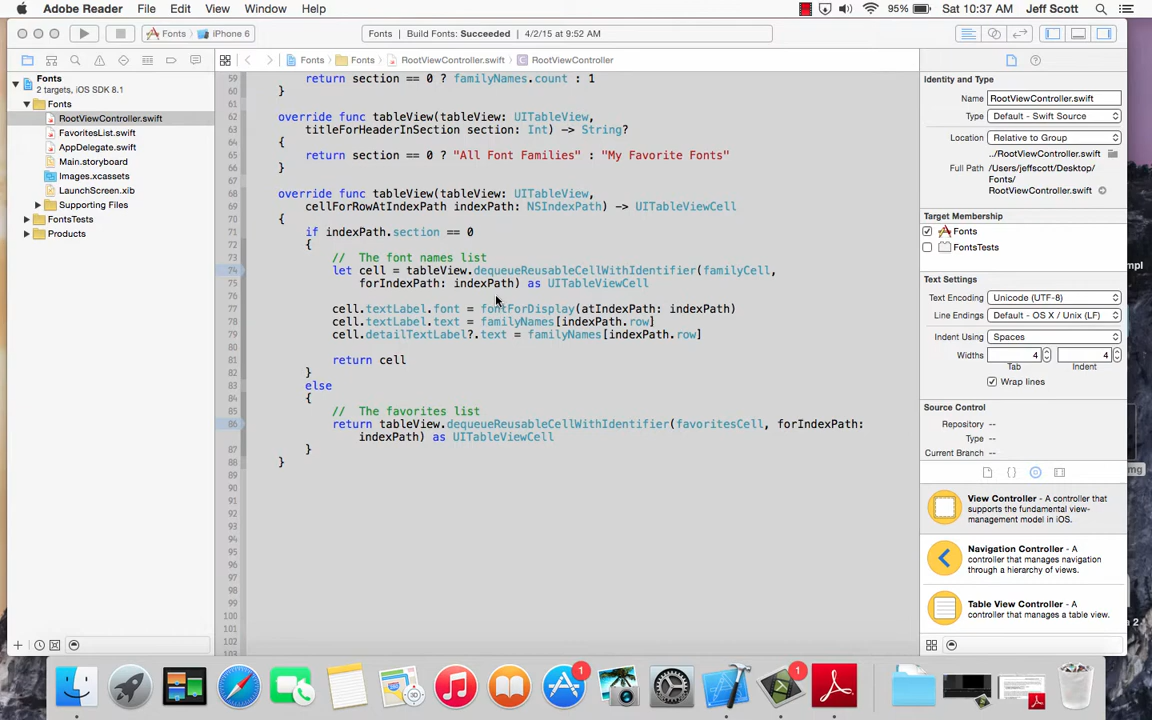 Adobe Reader File Edit View Window Help 95% Sat 10:37 AM Jeff Scott
Fonts iPhone 6 Fonts Build Fonts: Succeeded 4/2/15 at 9:52 AM
Fonts Fonts RootViewController.swift RootViewController
Fonts
2 targets, iOS SDK 8.1
Fonts
RootViewController.swift
FavoritesList.swift
AppDelegate.swift
Main.storyboard
Images.xcassets
LaunchScreen.xib
Supporting Files
FontsTests
Products
59 return section == 0 ? familyNames.count : 1
60 }
61
62 override func tableView(tableView: UITableView,
63 titleForHeaderInSection section: Int) -> String?
64 {
65 return section == 0 ? "All Font Families" : "My Favorite Fonts"
66 }
67
68 override func tableView(tableView: UITableView,
69 cellForRowAtIndexPath indexPath: NSIndexPath) -> UITableViewCell
70 {
71 if indexPath.section == 0
72 {
73 // The font names list
74 let cell = tableView.dequeueReusableCellWithIdentifier(familyCell,
75 forIndexPath: indexPath) as UITableViewCell
76
77 cell.textLabel.font = fontForDisplay(atIndexPath: indexPath)
78 cell.textLabel.text = familyNames[indexPath.row]
79 cell.detailTextLabel?.text = familyNames[indexPath.row]
80
81 return cell
82 }
83 else
84 {
85 // The favorites list
86 return tableView.dequeueReusableCellWithIdentifier(favoritesCell, forIndexPath:
indexPath) as UITableViewCell
87 }
88 }
89
90
91
92
93
94
95
96
97
98
99
100
101
102
103
Identity and Type
Name RootViewController.swift
Type Default - Swift Source
Location Relative to Group
../RootViewController.swift
Full Path /Users/jeffscott/Desktop/
Fonts/
RootViewController.swift
Target Membership
Fonts
FontsTests
Text Settings
Text Encoding Unicode (UTF-8)
Line Endings Default - OS X / Unix (LF)
Indent Using Spaces
Widths 4 4
Tab Indent
Wrap lines
Source Control
Repository --
Type --
Current Branch --
View Controller - A controller that
supports the fundamental view-
management model in iOS.
Navigation Controller - A
controller that manages navigation
through a hierarchy of views.
Table View Controller - A
controller that manages a table view.
1
1